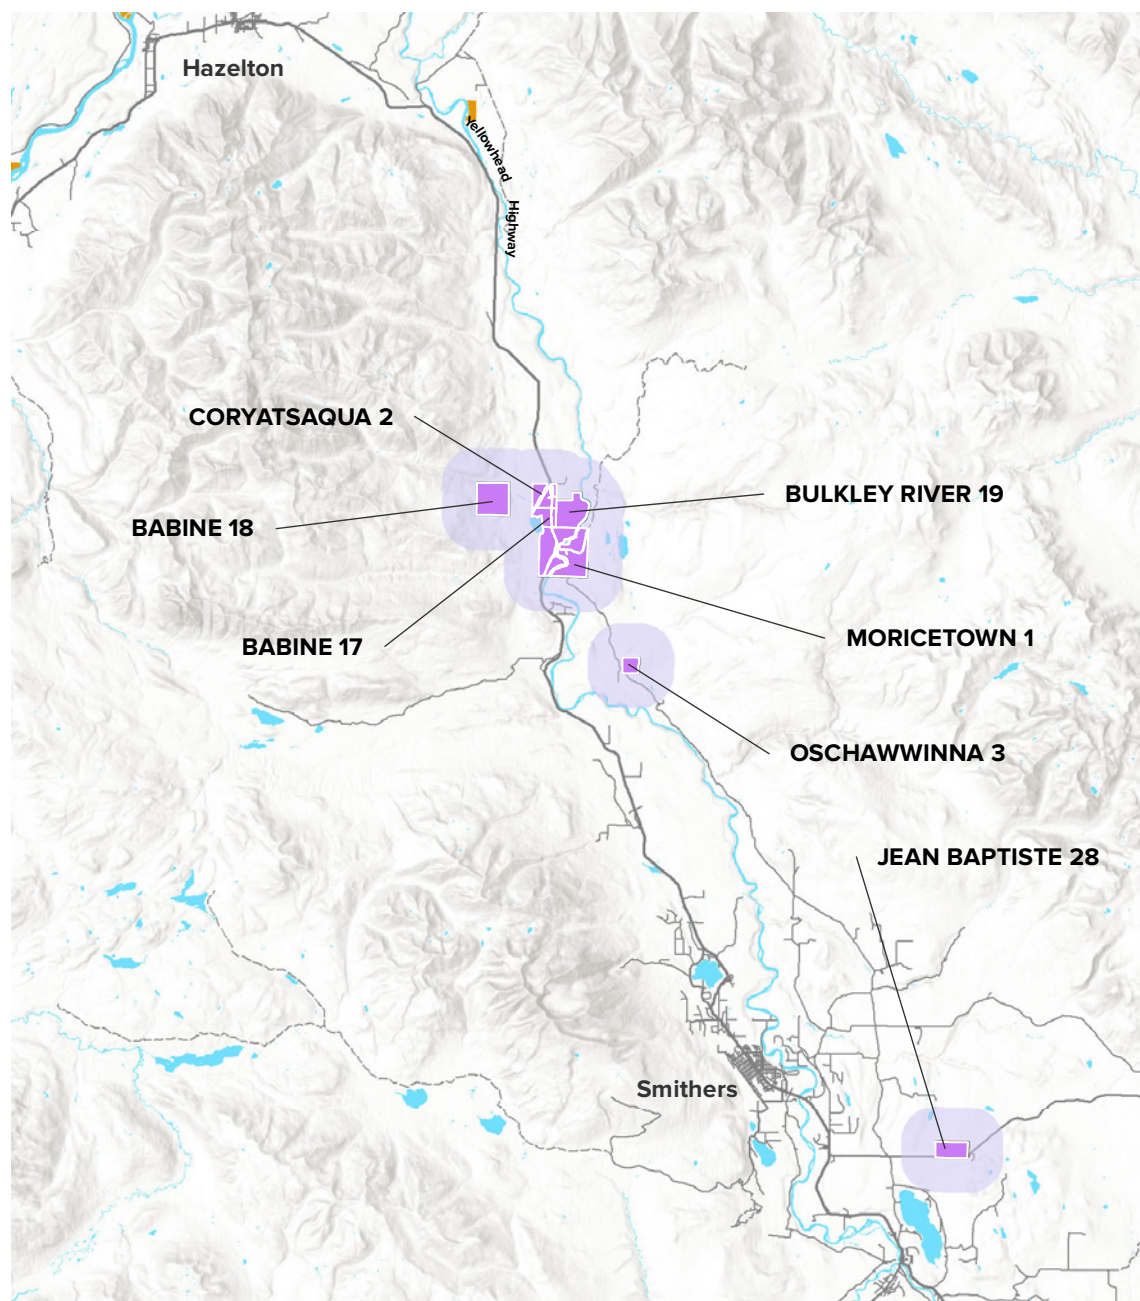 Hazelton
Yellowhead
Highway
CORYATSAQUA 2
BULKLEY RIVER 19
BABINE 18
BABINE 17
MORICETOWN 1
OSCHAWWINNA 3
JEAN BAPTISTE 28
Smithers